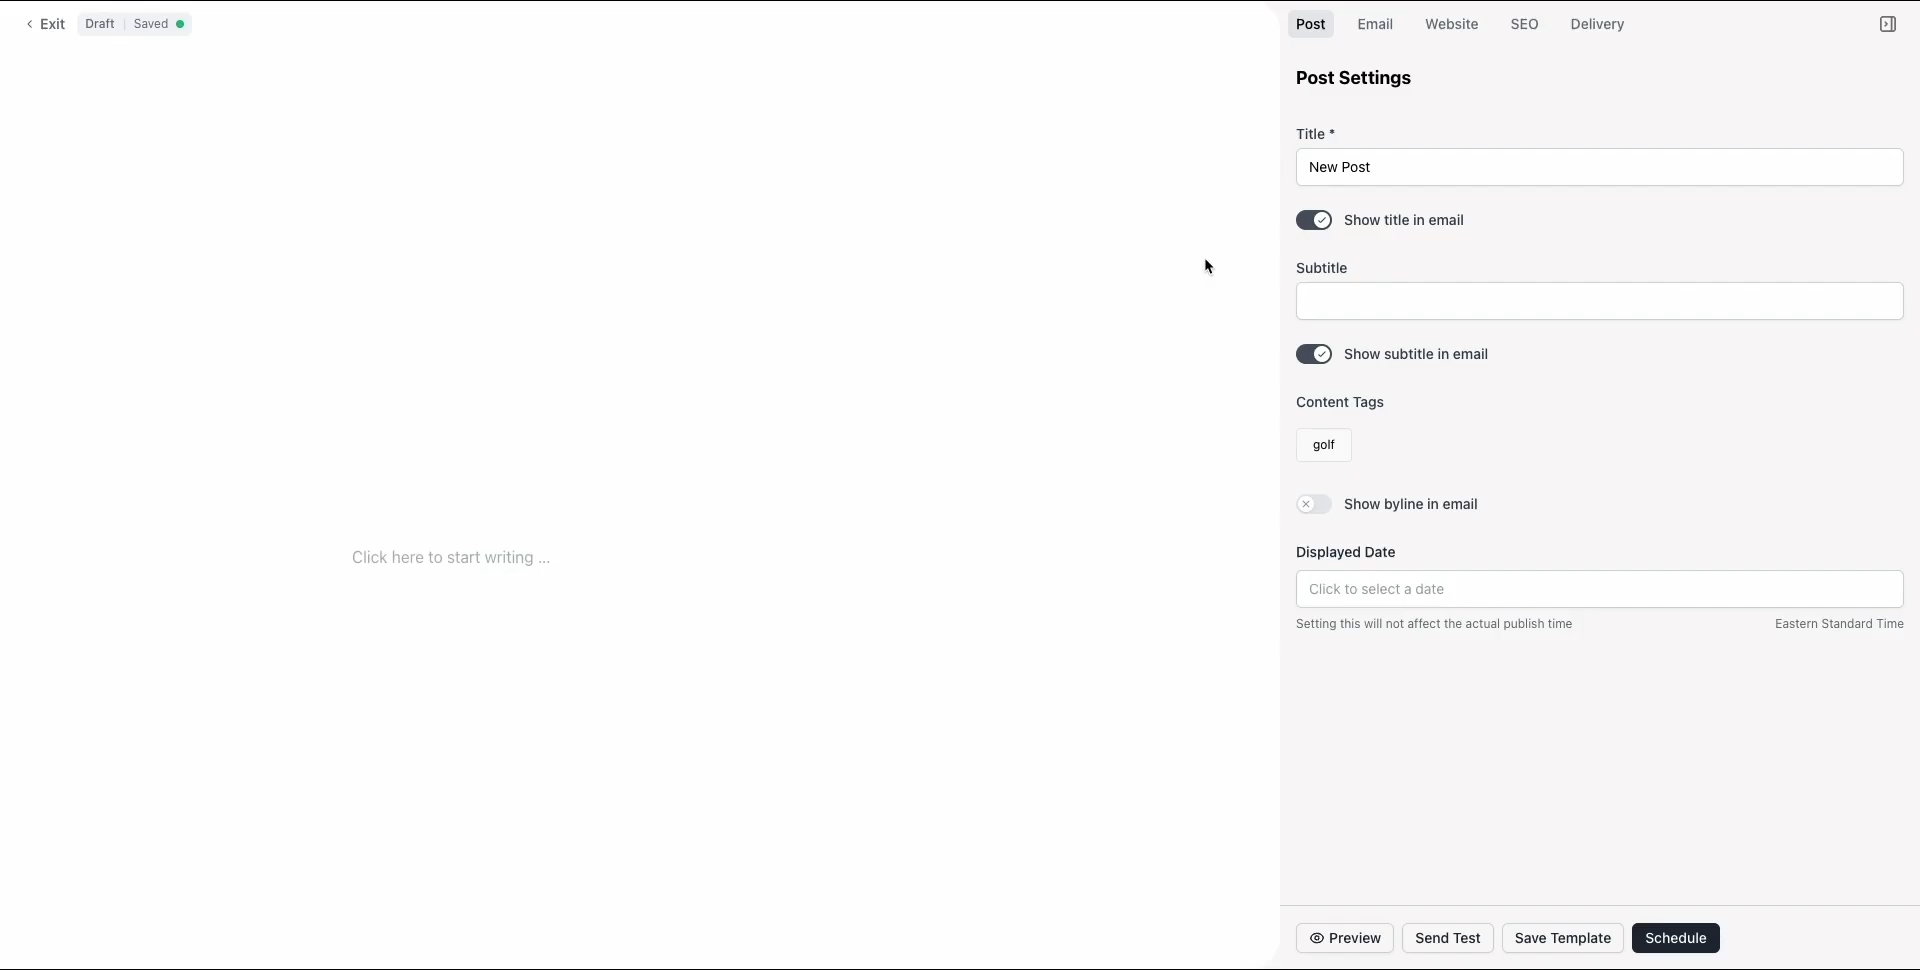 Exit
Draft
Saved
Click here to start writing ...
Post
Email
Website
SEO
Delivery
Post Settings
Title *
New Post
Show title in email
Subtitle
Show subtitle in email
Content Tags
golf
Show byline in email
Displayed Date
Click to select a date
Setting this will not affect the actual publish time
Eastern Standard Time
Preview
Send Test
Save Template
Schedule